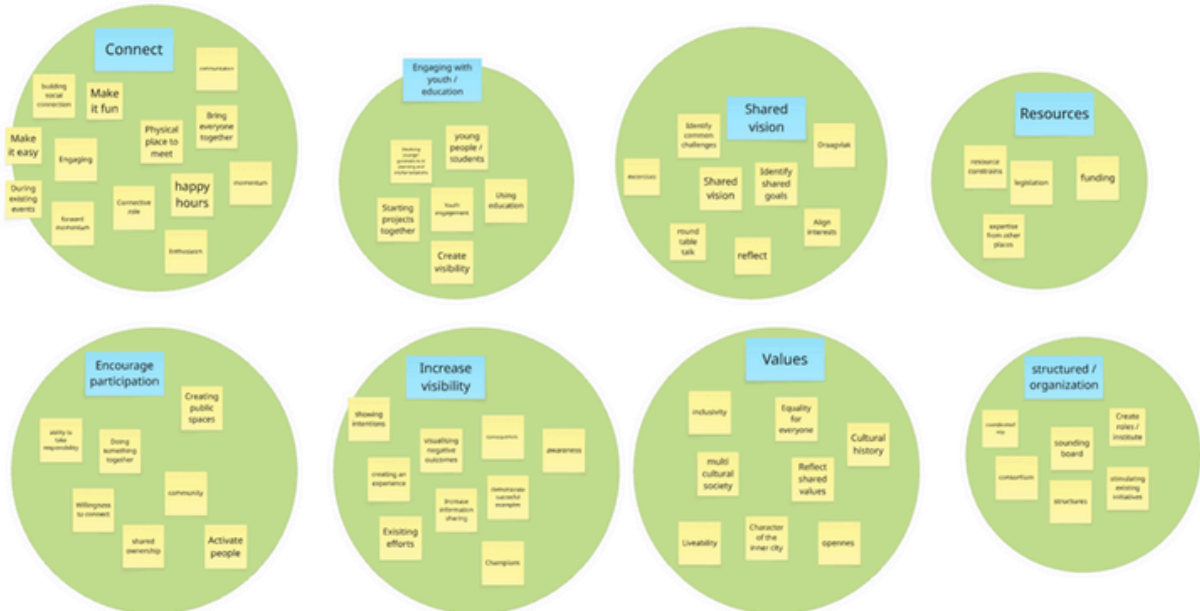 Connect
communication
building
social
connection
Make
it fun
Bring
everyone
together
Physical
place to
meet
Make
it easy
Engaging
momentum
happy
hours
During
existing
events
Connective
role
forward
momentum
Enthusiasm
Engaging with
youth /
education
young
people /
students
Using
education
Youth
engagement
Starting
projects
together
Create
visibility
Shared
vision
Identify
common
challenges
Draagvlak
exercises
Shared
vision
Identify
shared
goals
Align
interests
round
table
talk
reflect
Resources
resource
constrains
legislation
funding
expertise
from other
places
Encourage
participation
Creating
public
spaces
ability to
take
responsibility
Doing
something
together
community
Willingness
to connect
shared
ownership
Activate
people
Increase
visibility
showing
intentions
visualising
negative
outcomes
awareness
creating an
experience
Increase
information
sharing
demonstrate
succesful
examples
Exisiting
efforts
Champions
Values
inclusivity
Equality
for
everyone
Cultural
history
multi
cultural
society
Reflect
shared
values
Liveability
Character
of the
inner city
opennes
structured /
organization
Create
roles /
institute
sounding
board
consortium
stimulating
existing
initiatives
structures